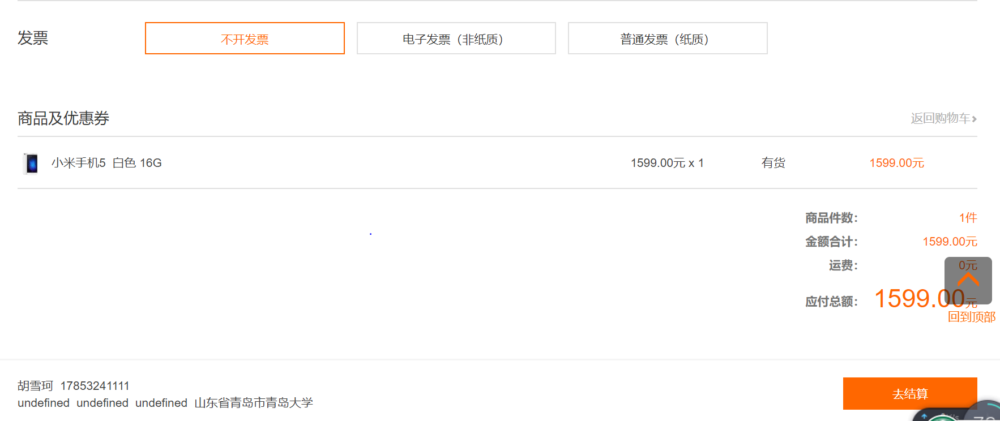 发票 不开发票 电子发票（非纸质） 普通发票（纸质）
商品及优惠券 返回购物车
小米手机5 白色 16G 1599.00元 x 1 有货 1599.00元
商品件数： 1件
金额合计： 1599.00元
运费： 0元
应付总额： 1599.00元
回到顶部
胡雪珂 17853241111
undefined undefined undefined 山东省青岛市青岛大学
去结算